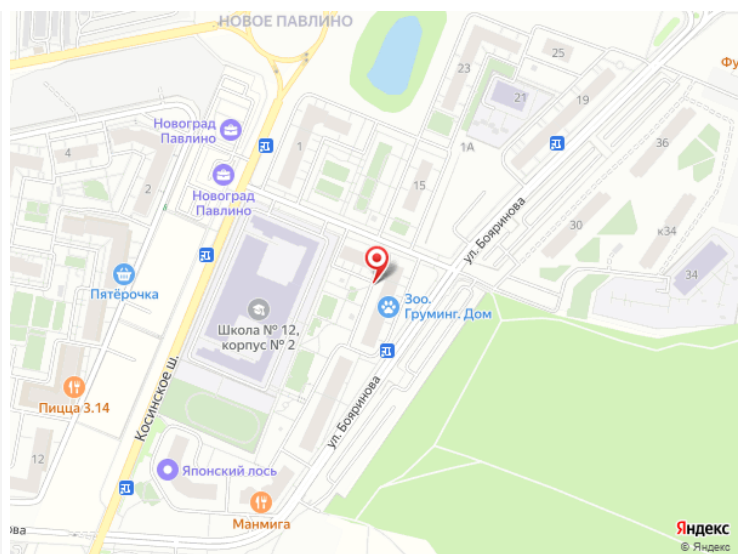 НОВОЕ ПАВЛИНО
25
23
Фу
21
19
Новоград
Павлино
4
1
1А
36
2
15
Новоград
Павлино
ул. Бояринова
30
к34
34
Пятёрочка
Зоо.
Груминг. Дом
Школа № 12,
корпус № 2
Косинское ш.
Пицца 3.14
ул. Бояринова
12
Японский лось
Манмига
ова
Яндекс
© Яндекс